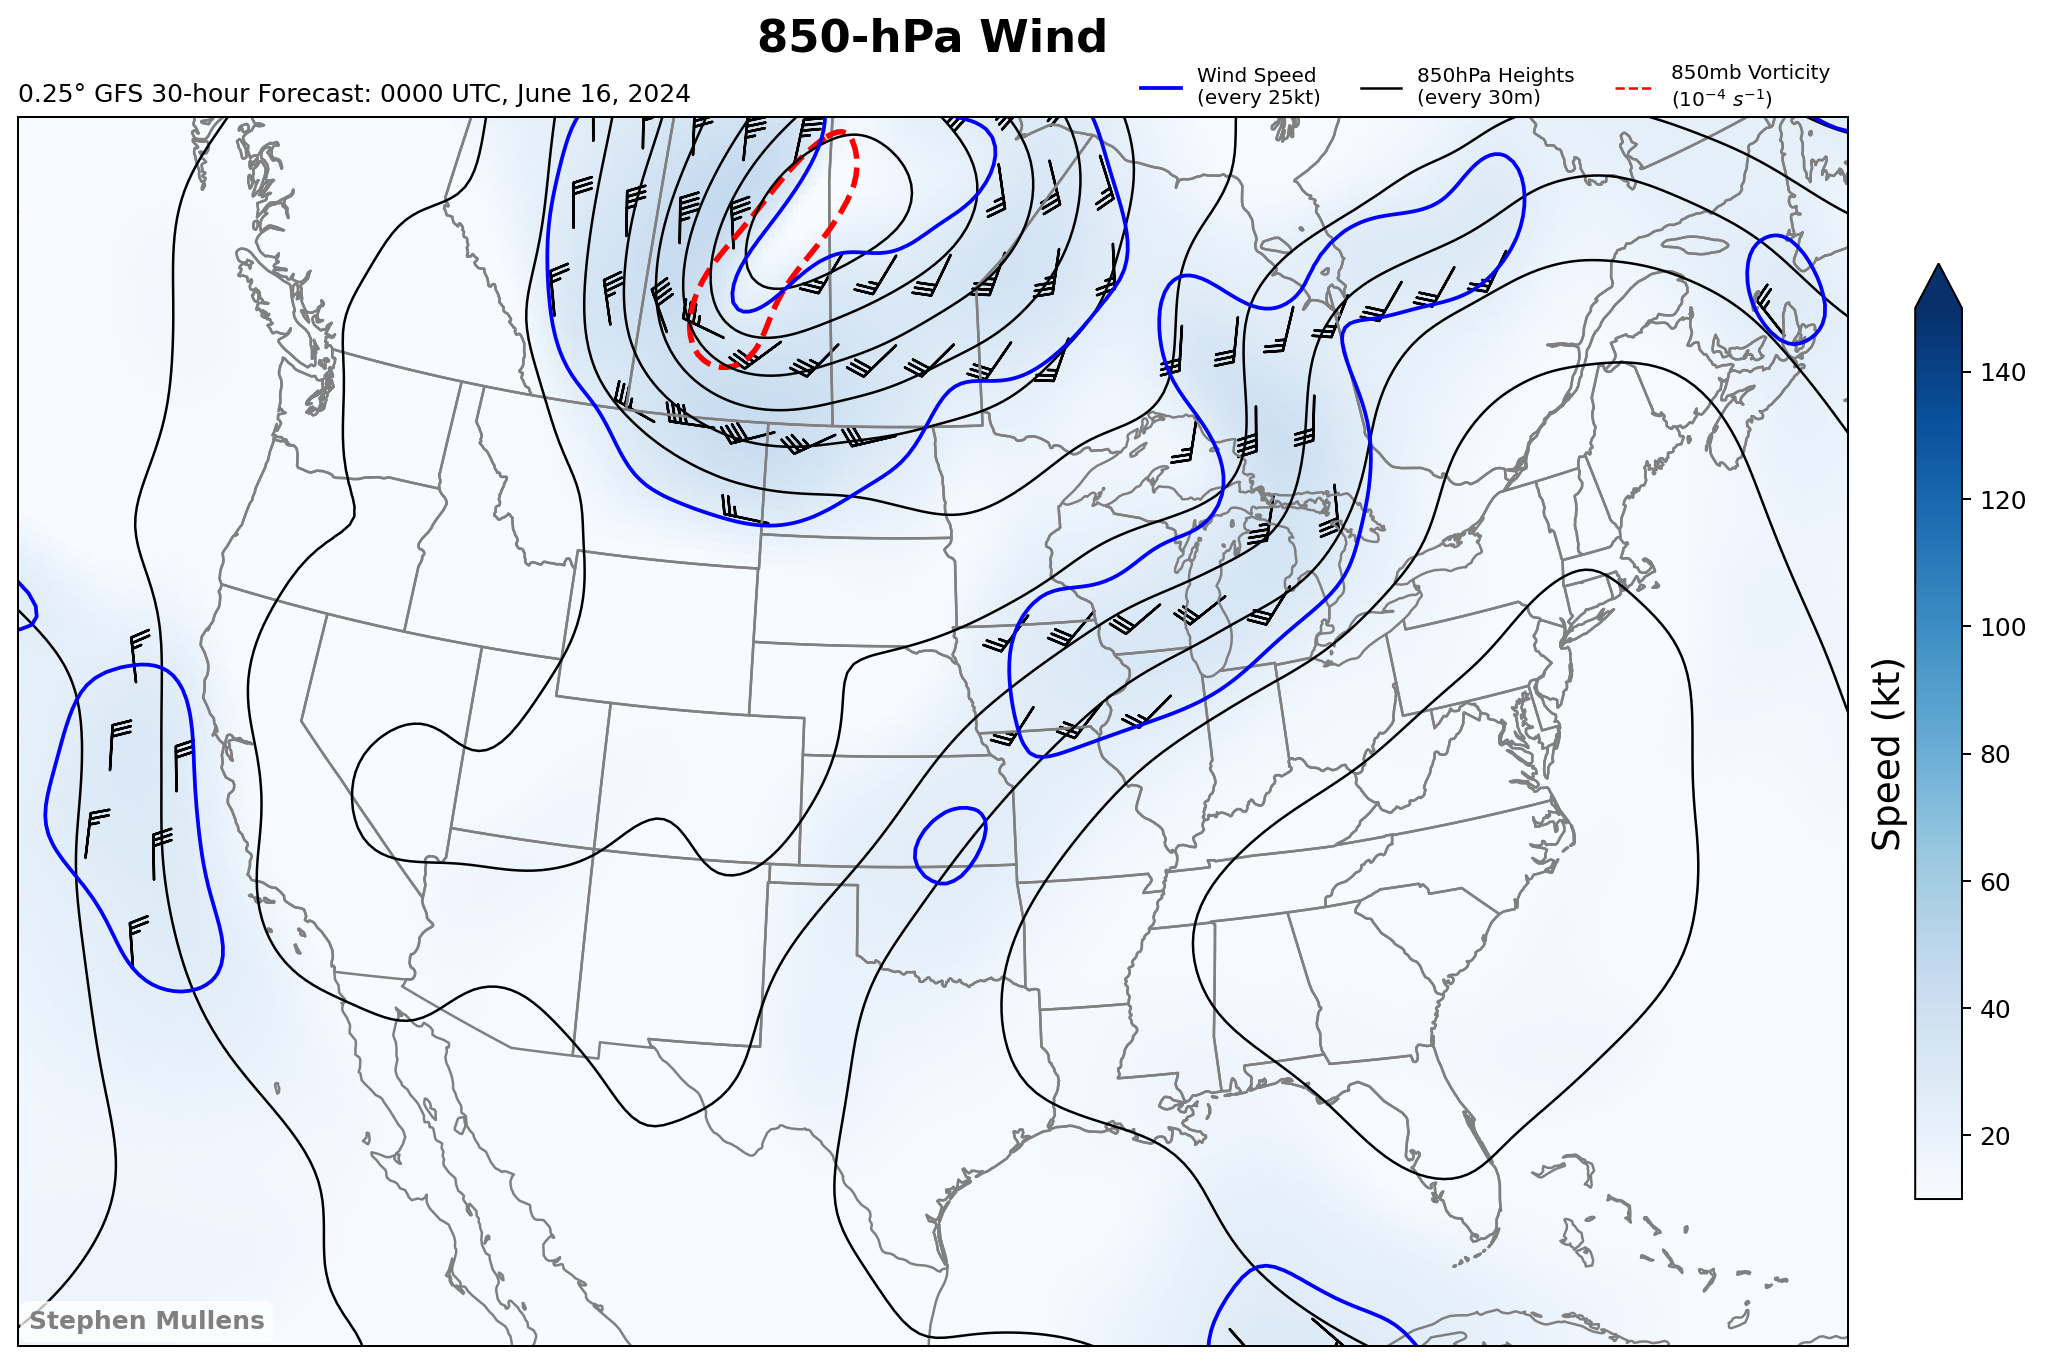 850-hPa Wind
0.25° GFS 30-hour Forecast: 0000 UTC, June 16, 2024
Wind Speed
(every 25kt)
850hPa Heights
(every 30m)
850mb Vorticity
(10⁻⁴ s⁻¹)
140
120
100
80
60
40
20
Speed (kt)
Stephen Mullens